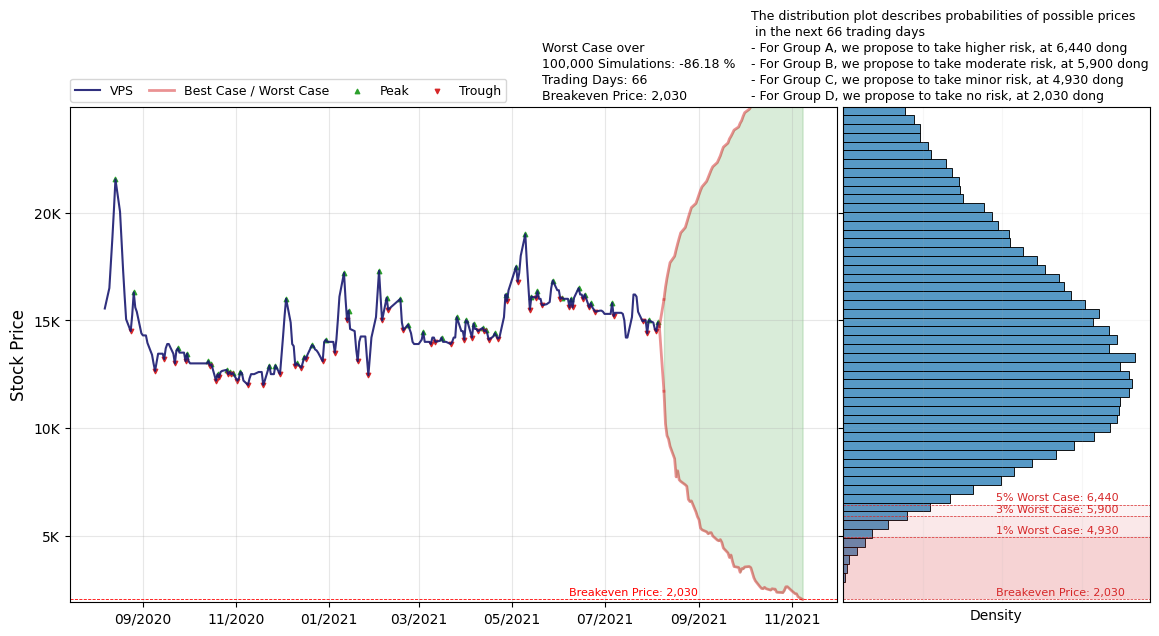 The distribution plot describes probabilities of possible prices
in the next 66 trading days
- For Group A, we propose to take higher risk, at 6,440 dong
- For Group B, we propose to take moderate risk, at 5,900 dong
- For Group C, we propose to take minor risk, at 4,930 dong
- For Group D, we propose to take no risk, at 2,030 dong
Worst Case over
100,000 Simulations: -86.18 %
Trading Days: 66
Breakeven Price: 2,030
VPS
Best Case / Worst Case
Peak
Trough
Stock Price
20K
15K
10K
5K
Breakeven Price: 2,030
09/2020
11/2020
01/2021
03/2021
05/2021
07/2021
09/2021
11/2021
5% Worst Case: 6,440
3% Worst Case: 5,900
1% Worst Case: 4,930
Breakeven Price: 2,030
Density